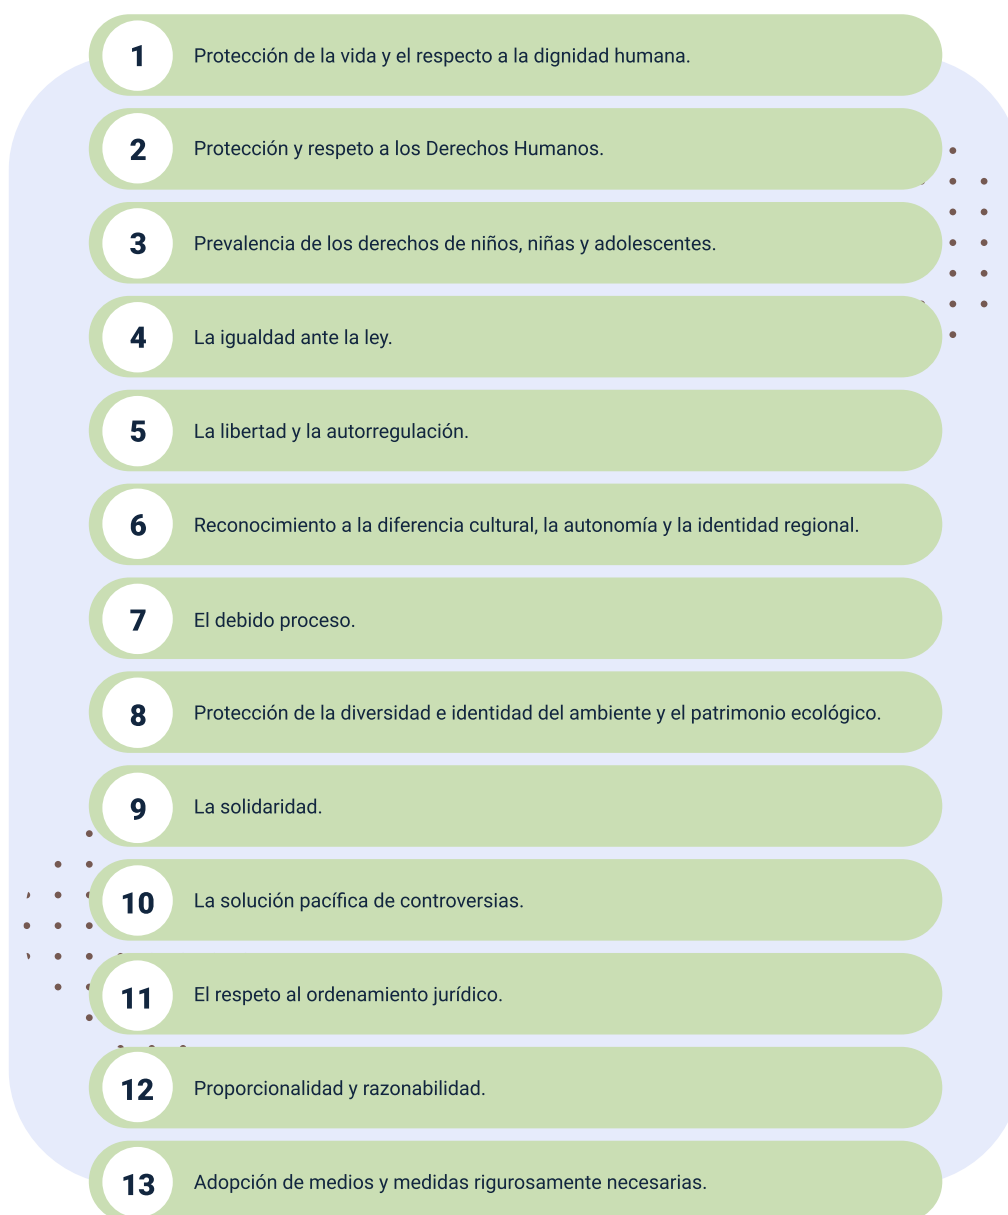 1 Protección de la vida y el respecto a la dignidad humana.
2 Protección y respeto a los Derechos Humanos.
3 Prevalencia de los derechos de niños, niñas y adolescentes.
4 La igualdad ante la ley.
5 La libertad y la autorregulación.
6 Reconocimiento a la diferencia cultural, la autonomía y la identidad regional.
7 El debido proceso.
8 Protección de la diversidad e identidad del ambiente y el patrimonio ecológico.
9 La solidaridad.
10 La solución pacífica de controversias.
11 El respeto al ordenamiento jurídico.
12 Proporcionalidad y razonabilidad.
13 Adopción de medios y medidas rigurosamente necesarias.